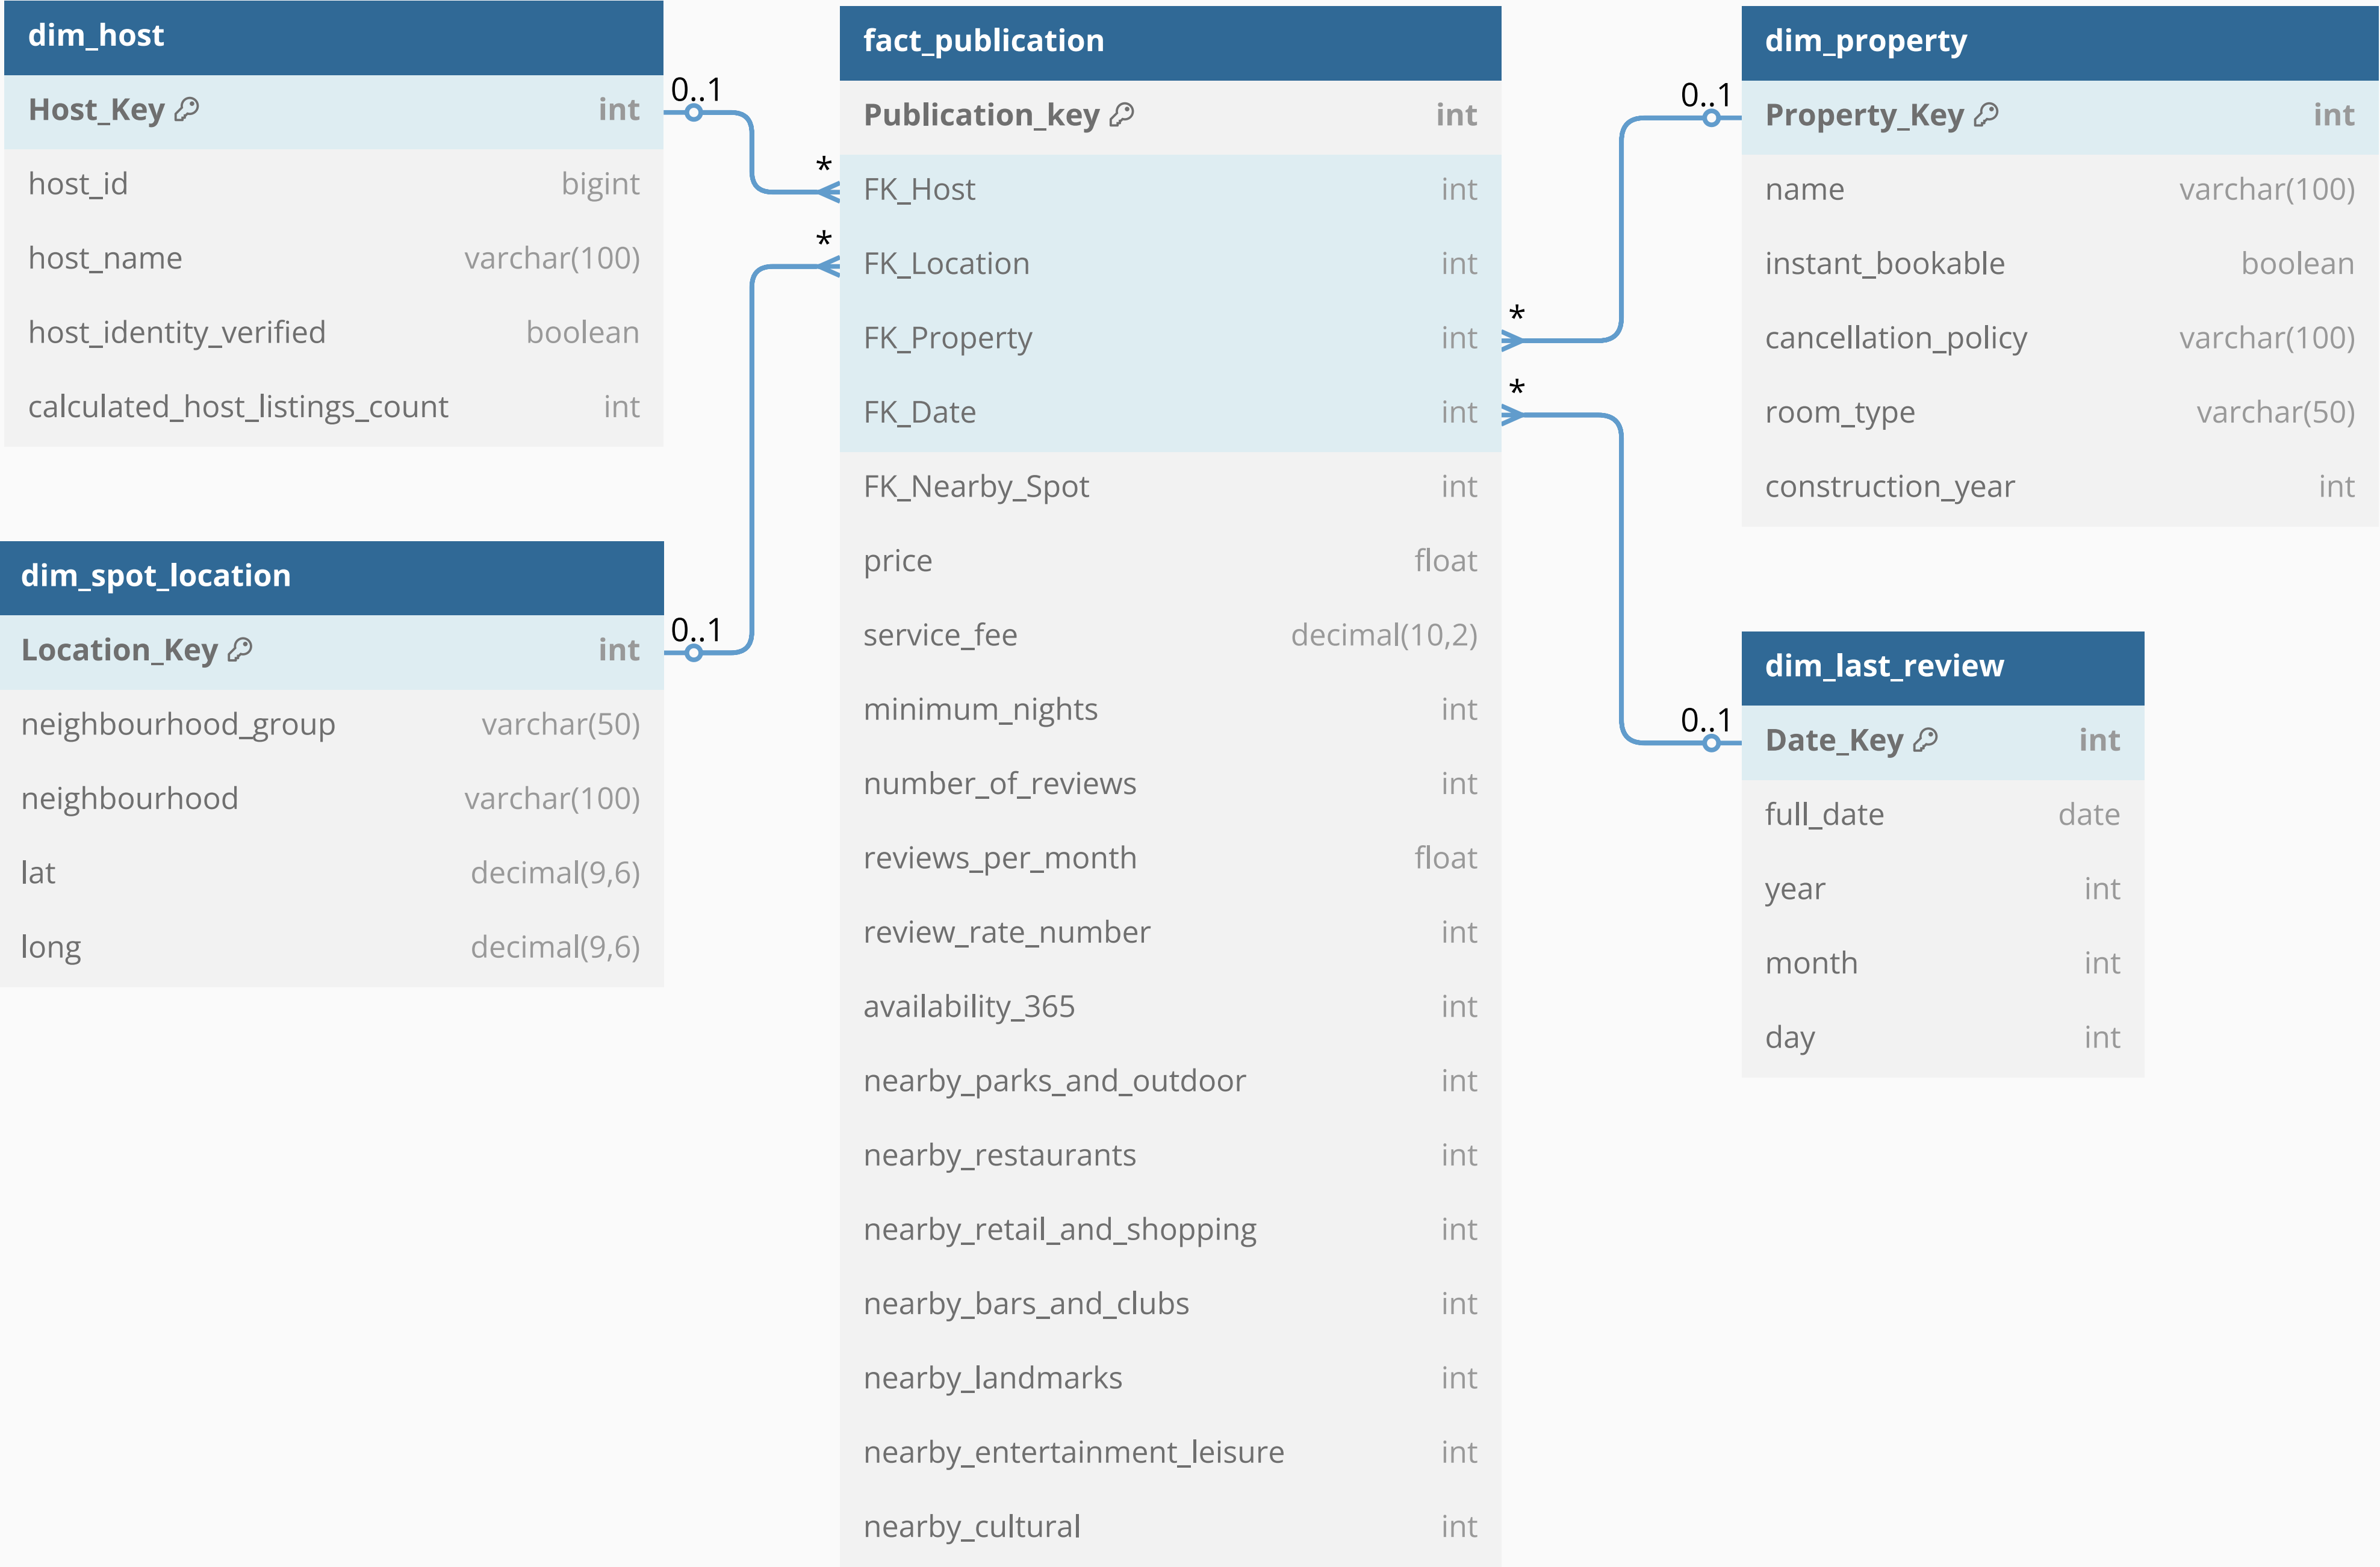 dim_host
Host_Key int
host_id bigint
host_name varchar(100)
host_identity_verified boolean
calculated_host_listings_count int
0..1
*
dim_spot_location
Location_Key int
neighbourhood_group varchar(50)
neighbourhood varchar(100)
lat decimal(9,6)
long decimal(9,6)
0..1
*
fact_publication
Publication_key int
FK_Host int
FK_Location int
FK_Property int
FK_Date int
FK_Nearby_Spot int
price float
service_fee decimal(10,2)
minimum_nights int
number_of_reviews int
reviews_per_month float
review_rate_number int
availability_365 int
nearby_parks_and_outdoor int
nearby_restaurants int
nearby_retail_and_shopping int
nearby_bars_and_clubs int
nearby_landmarks int
nearby_entertainment_leisure int
nearby_cultural int
*
0..1
dim_property
Property_Key int
name varchar(100)
instant_bookable boolean
cancellation_policy varchar(100)
room_type varchar(50)
construction_year int
*
0..1
dim_last_review
Date_Key int
full_date date
year int
month int
day int